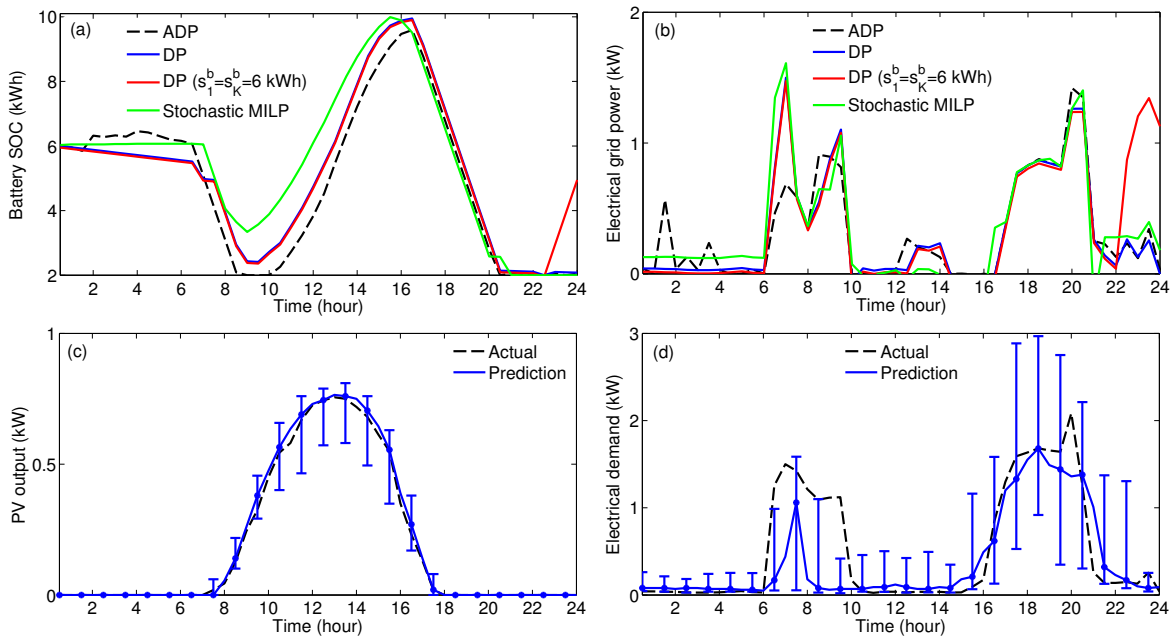 (a)
ADP
DP
DP (s₁ᵇ=s_Kᵇ=6 kWh)
Stochastic MILP
Battery SOC (kWh)
10
8
6
4
2
2 4 6 8 10 12 14 16 18 20 22 24
Time (hour)
(b)
ADP
DP
DP (s₁ᵇ=s_Kᵇ=6 kWh)
Stochastic MILP
Electrical grid power (kW)
2
1
0
2 4 6 8 10 12 14 16 18 20 22 24
Time (hour)
(c)
Actual
Prediction
PV output (kW)
1
0.5
0
2 4 6 8 10 12 14 16 18 20 22 24
Time (hour)
(d)
Actual
Prediction
Electrical demand (kW)
3
2
1
0
2 4 6 8 10 12 14 16 18 20 22 24
Time (hour)